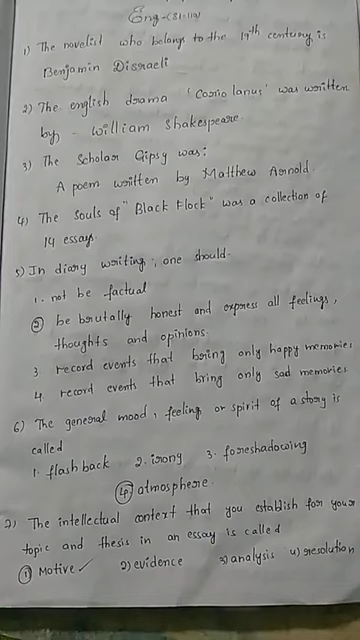 Eng-(81-110)
1) The novelist who belongs to the 19th century is
Benjamin Disraeli
2) The english drama 'Corio lanus' was written
by - William Shakespeare.
3) The Scholar Gipsy was:
A poem written by Matthew Arnold.
4) The Souls of "Black Flock" was a collection of
14 essays.
5) In diary writing, one should-
1. not be factual
2) be brutally honest and express all feelings,
thoughts and opinions.
3. record events that bring only happy memories
4. record events that bring only sad memories
6) The general mood, feeling or spirit of a story is
called
1. flash back 2. irony 3. foreshadowing
4) atmosphere.
7) The intellectual context that you establish for your
topic and thesis in an essay is called
1) Motive ✓ 2) evidence 3) analysis 4) resolution